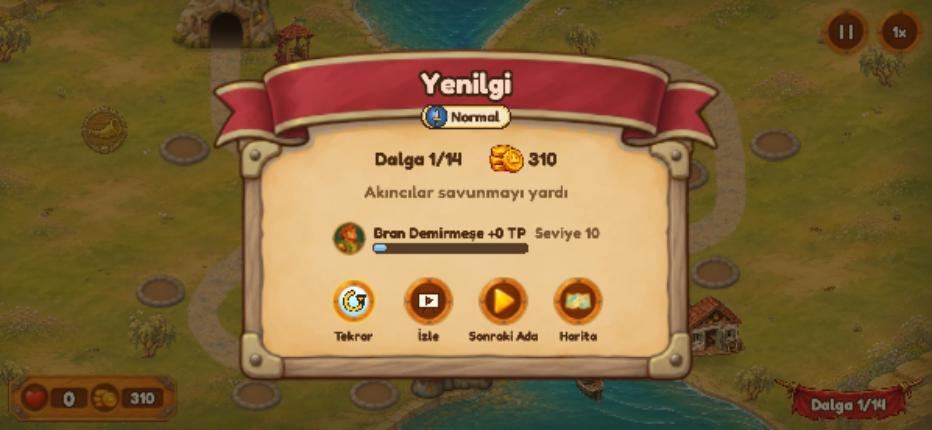 1x
Yenilgi
Normal
Dalga 1/14 310
Akıncılar savunmayı yardı
Bran Demirmeşe +0 TP Seviye 10
Tekrar İzle Sonraki Ada Harita
0 310
Dalga 1/14